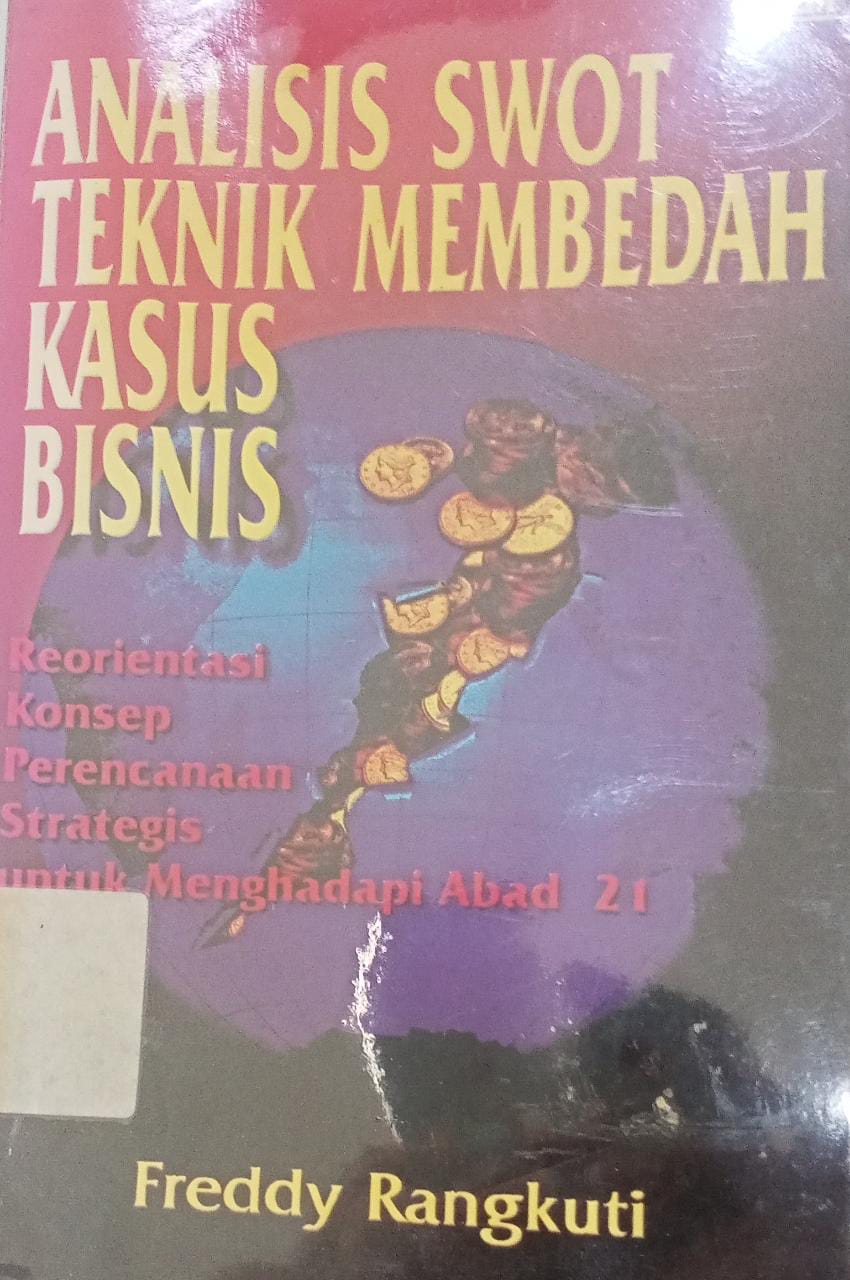 ANALISIS SWOT
TEKNIK MEMBEDAH
KASUS
BISNIS
Reorientasi
Konsep
Perencanaan
Strategis
untuk Menghadapi Abad 21
Freddy Rangkuti